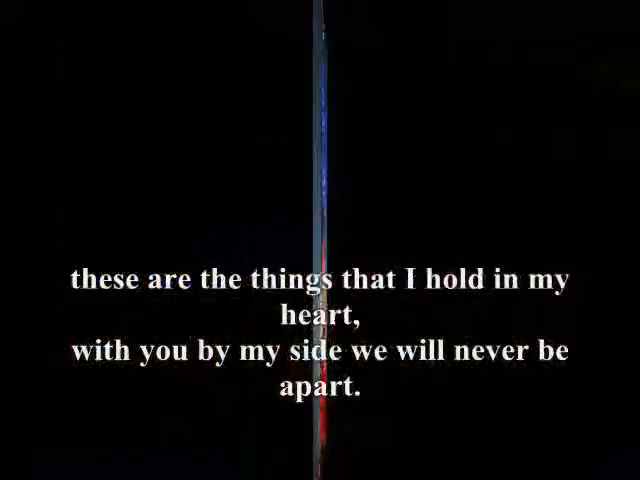 these are the things that I hold in my
heart,
with you by my side we will never be
apart.